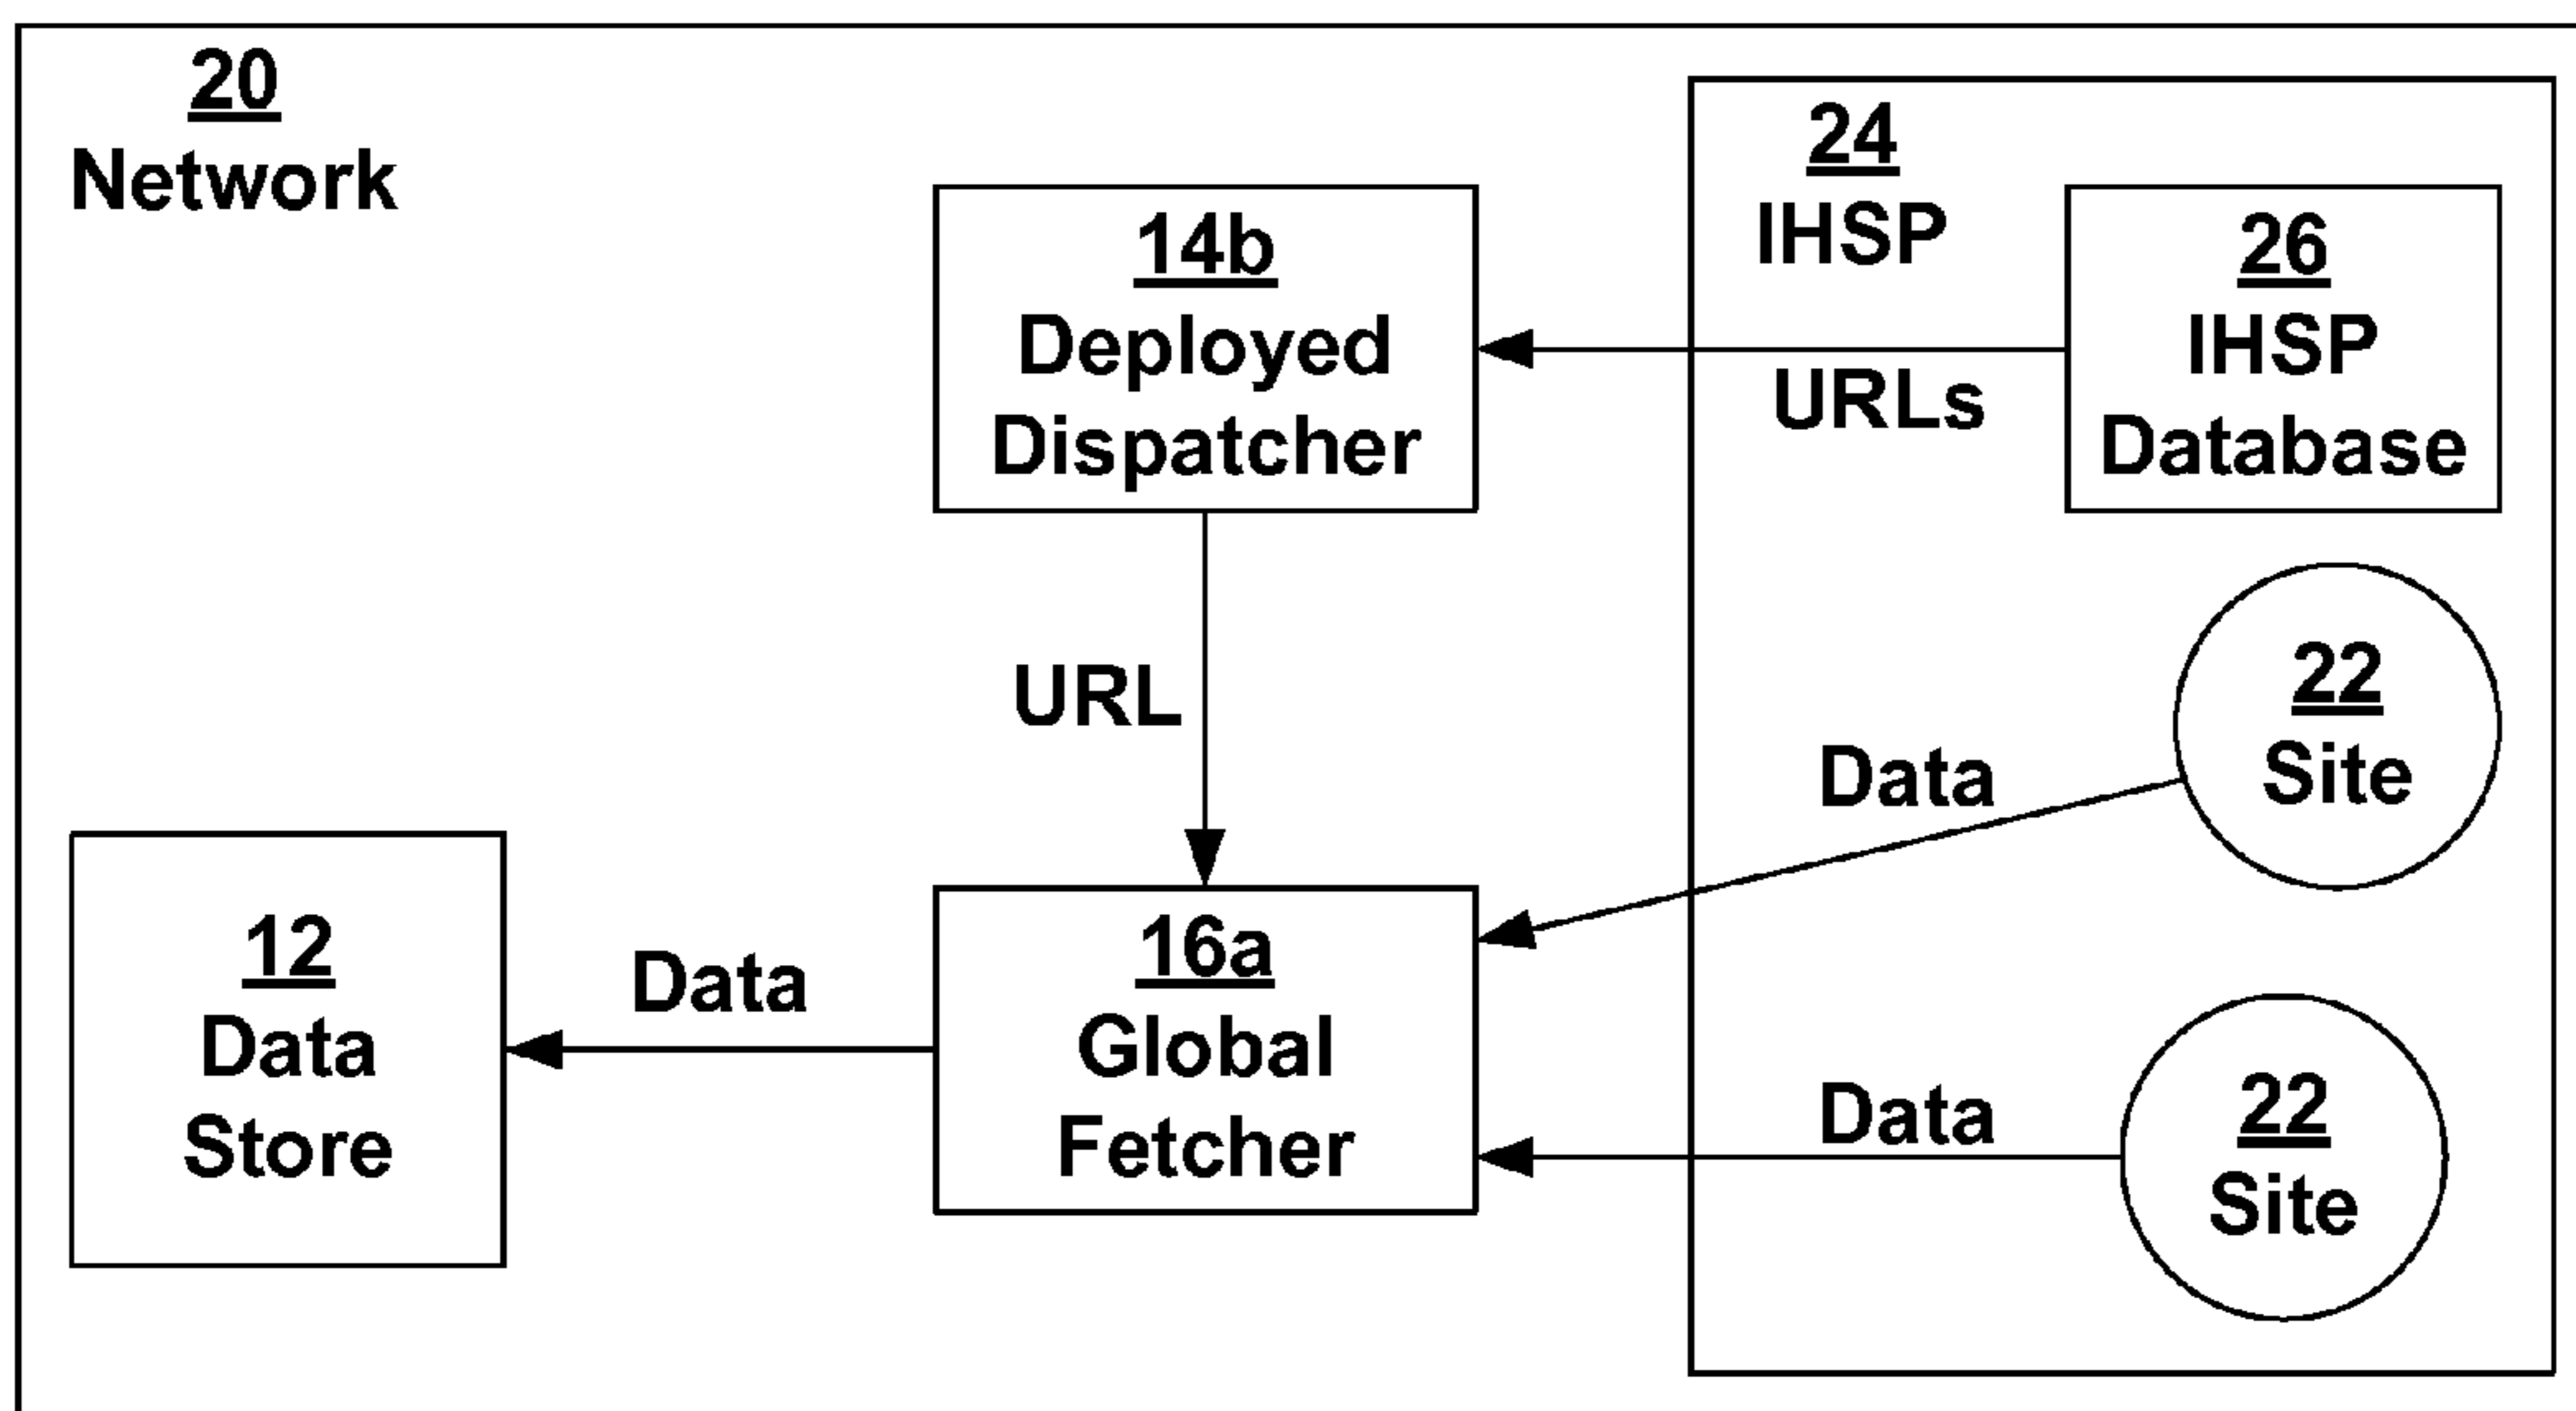 20
Network
24
IHSP
14b
Deployed
Dispatcher
26
IHSP
Database
URLs
URL
22
Site
Data
12
Data
Store
Data
16a
Global
Fetcher
Data
22
Site